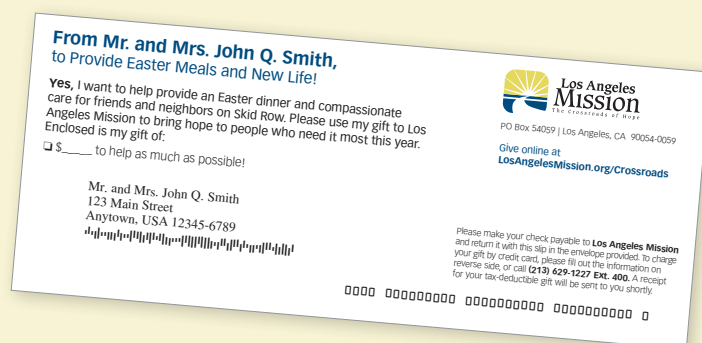 From Mr. and Mrs. John Q. Smith,
to Provide Easter Meals and New Life!
Yes, I want to help provide an Easter dinner and compassionate
care for friends and neighbors on Skid Row. Please use my gift to Los
Angeles Mission to bring hope to people who need it most this year.
Enclosed is my gift of:
❏ $_____ to help as much as possible!
Mr. and Mrs. John Q. Smith
123 Main Street
Anytown, USA 12345-6789
Los Angeles
Mission
The Crossroads of Hope
PO Box 54059 | Los Angeles, CA 90054-0059
Give online at
LosAngelesMission.org/Crossroads
Please make your check payable to Los Angeles Mission
and return it with this slip in the envelope provided. To charge
your gift by credit card, please fill out the information on
reverse side, or call (213) 629-1227 Ext. 400. A receipt
for your tax-deductible gift will be sent to you shortly.